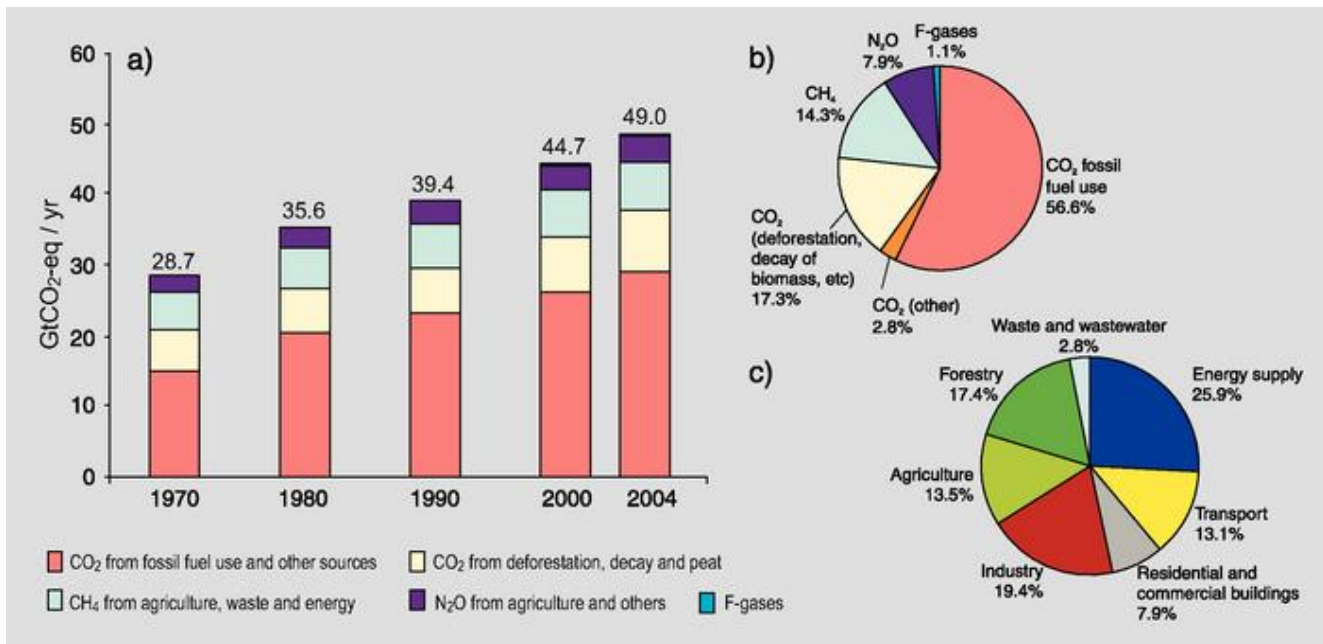 a)
GtCO₂-eq / yr
60
50
40
30
20
10
0
28.7
35.6
39.4
44.7
49.0
1970
1980
1990
2000
2004
CO₂ from fossil fuel use and other sources
CO₂ from deforestation, decay and peat
CH₄ from agriculture, waste and energy
N₂O from agriculture and others
F-gases
b)
F-gases
1.1%
N₂O
7.9%
CH₄
14.3%
CO₂ fossil
fuel use
56.6%
CO₂
(deforestation,
decay of
biomass, etc)
17.3%
CO₂ (other)
2.8%
c)
Waste and wastewater
2.8%
Forestry
17.4%
Energy supply
25.9%
Agriculture
13.5%
Transport
13.1%
Industry
19.4%
Residential and
commercial buildings
7.9%